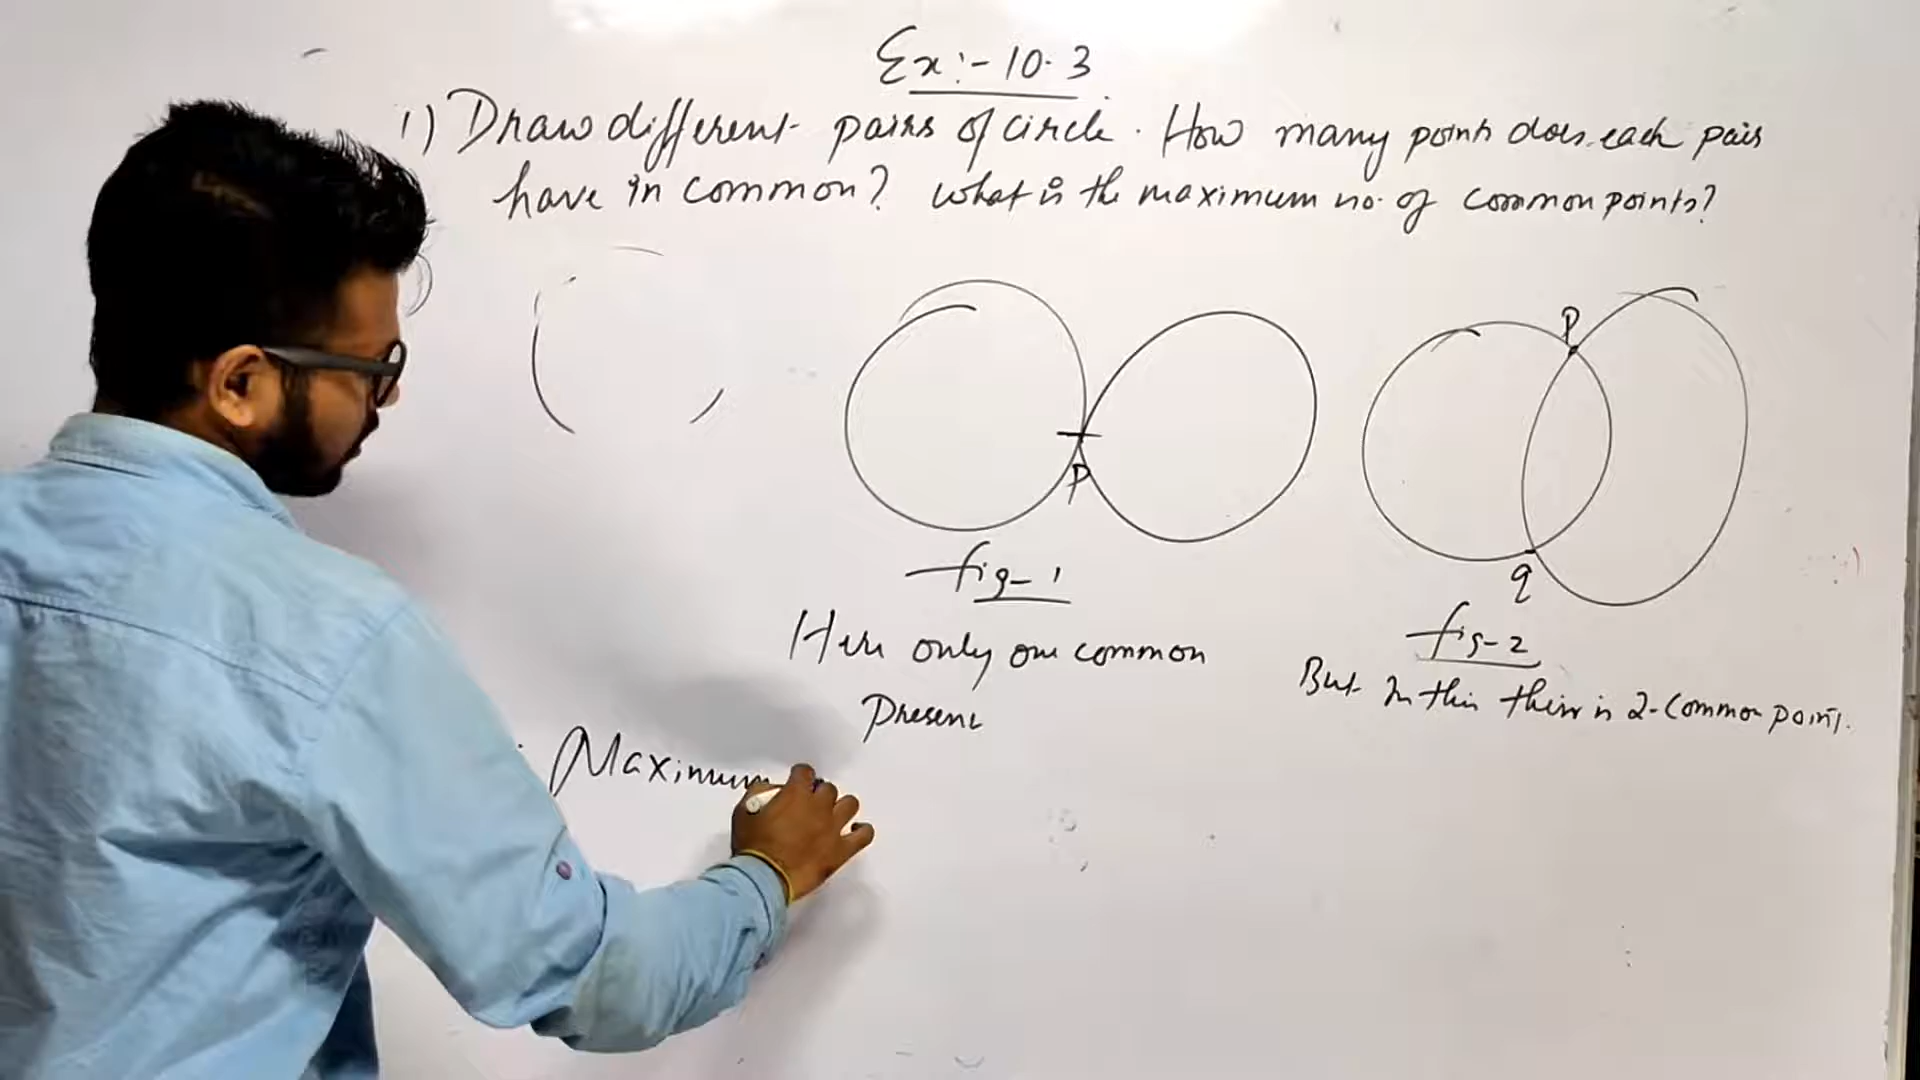 Ex:- 10.3
1) Draw different pairs of circle. How many points does each pair
have in common? What is the maximum no. of common points?
P
P
q
fig-1
fig-2
Here only one common
Present
But In this their is 2-common point.
Maximum